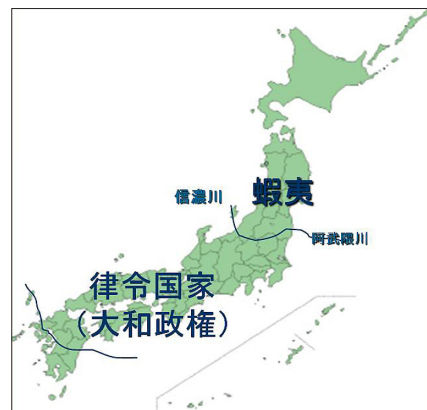 信濃川
蝦夷
阿武隈川
律令国家
（大和政権）